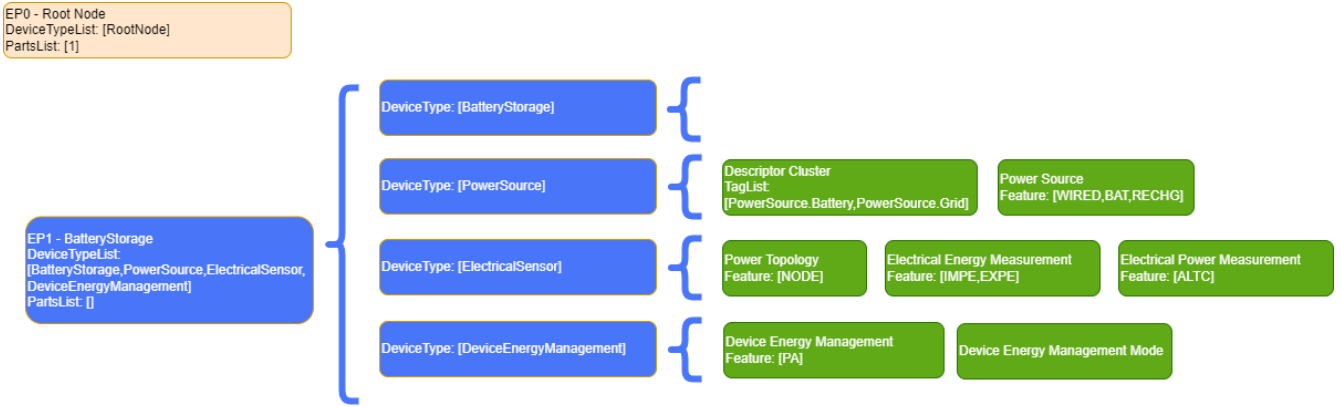 EP0 - Root Node
DeviceTypeList: [RootNode]
PartsList: [1]
EP1 - BatteryStorage
DeviceTypeList:
[BatteryStorage,PowerSource,ElectricalSensor,
DeviceEnergyManagement]
PartsList: []
DeviceType: [BatteryStorage]
DeviceType: [PowerSource]
Descriptor Cluster
TagList:
[PowerSource.Battery,PowerSource.Grid]
Power Source
Feature: [WIRED,BAT,RECHG]
DeviceType: [ElectricalSensor]
Power Topology
Feature: [NODE]
Electrical Energy Measurement
Feature: [IMPE,EXPE]
Electrical Power Measurement
Feature: [ALTC]
DeviceType: [DeviceEnergyManagement]
Device Energy Management
Feature: [PA]
Device Energy Management Mode